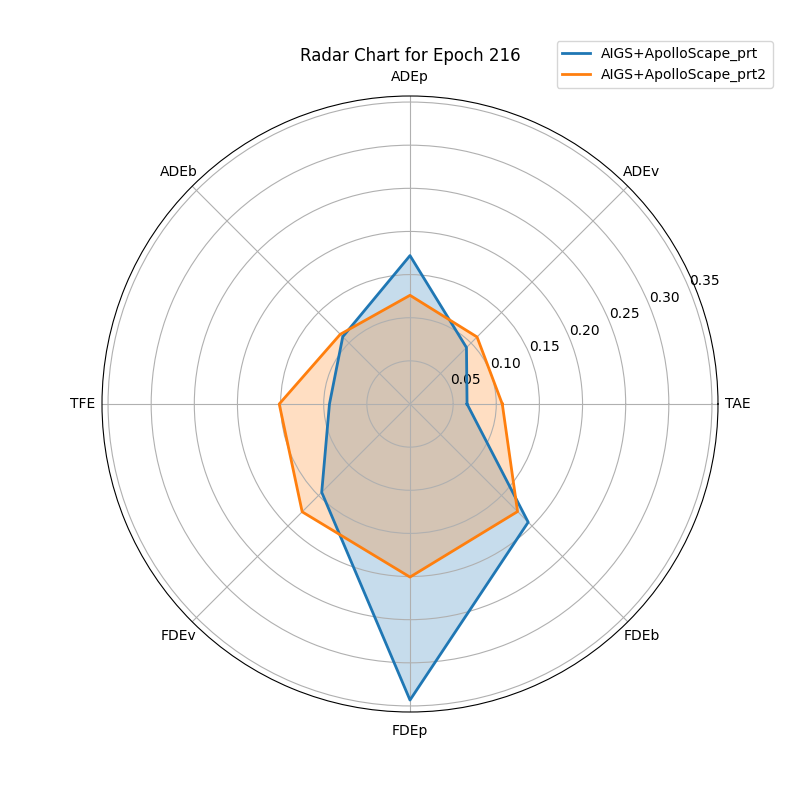 Radar Chart for Epoch 216
AIGS+ApolloScape_prt
AIGS+ApolloScape_prt2
ADEp
ADEb
ADEv
0.35
0.30
0.25
0.20
0.15
0.10
0.05
TFE
TAE
FDEv
FDEb
FDEp